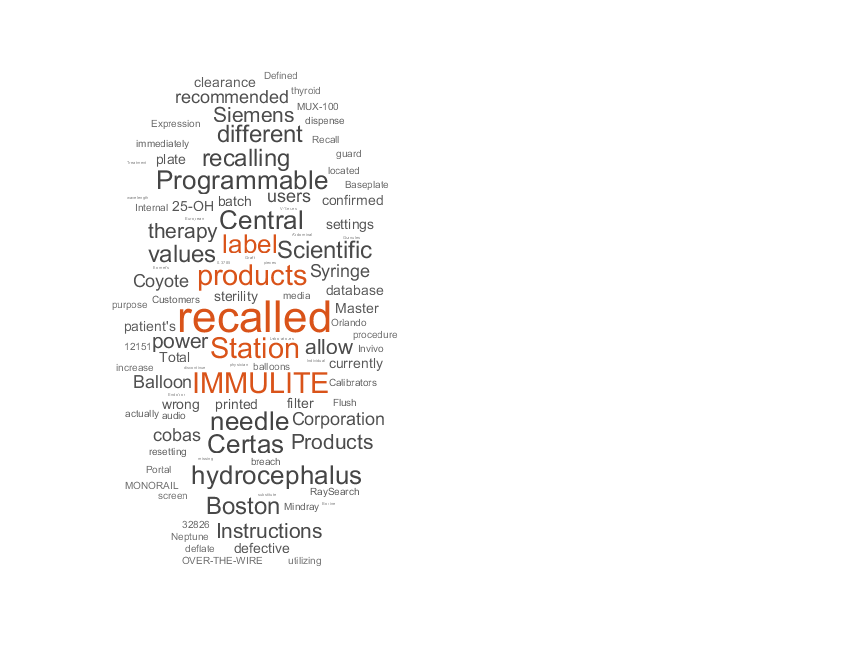 clearance Defined
recommended thyroid
Siemens MUX-100
Expression different dispense
immediately Recall
plate recalling guard
located
Programmable Baseplate
Internal 25-OH batch users confirmed
Central settings
therapy label
values Scientific
Coyote products Syringe
purpose Customers sterility media database
recalled Master
patient's Orlando
12151 power Station allow procedure
Total Invivo
increase balloons currently
Balloon IMMULITE Calibrators
wrong printed filter Flush
actually audio needle Corporation
cobas Certas Products
resetting
Portal breach
MONORAIL hydrocephalus
screen RaySearch
Boston Mindray
32826
Neptune Instructions
deflate defective
OVER-THE-WIRE utilizing